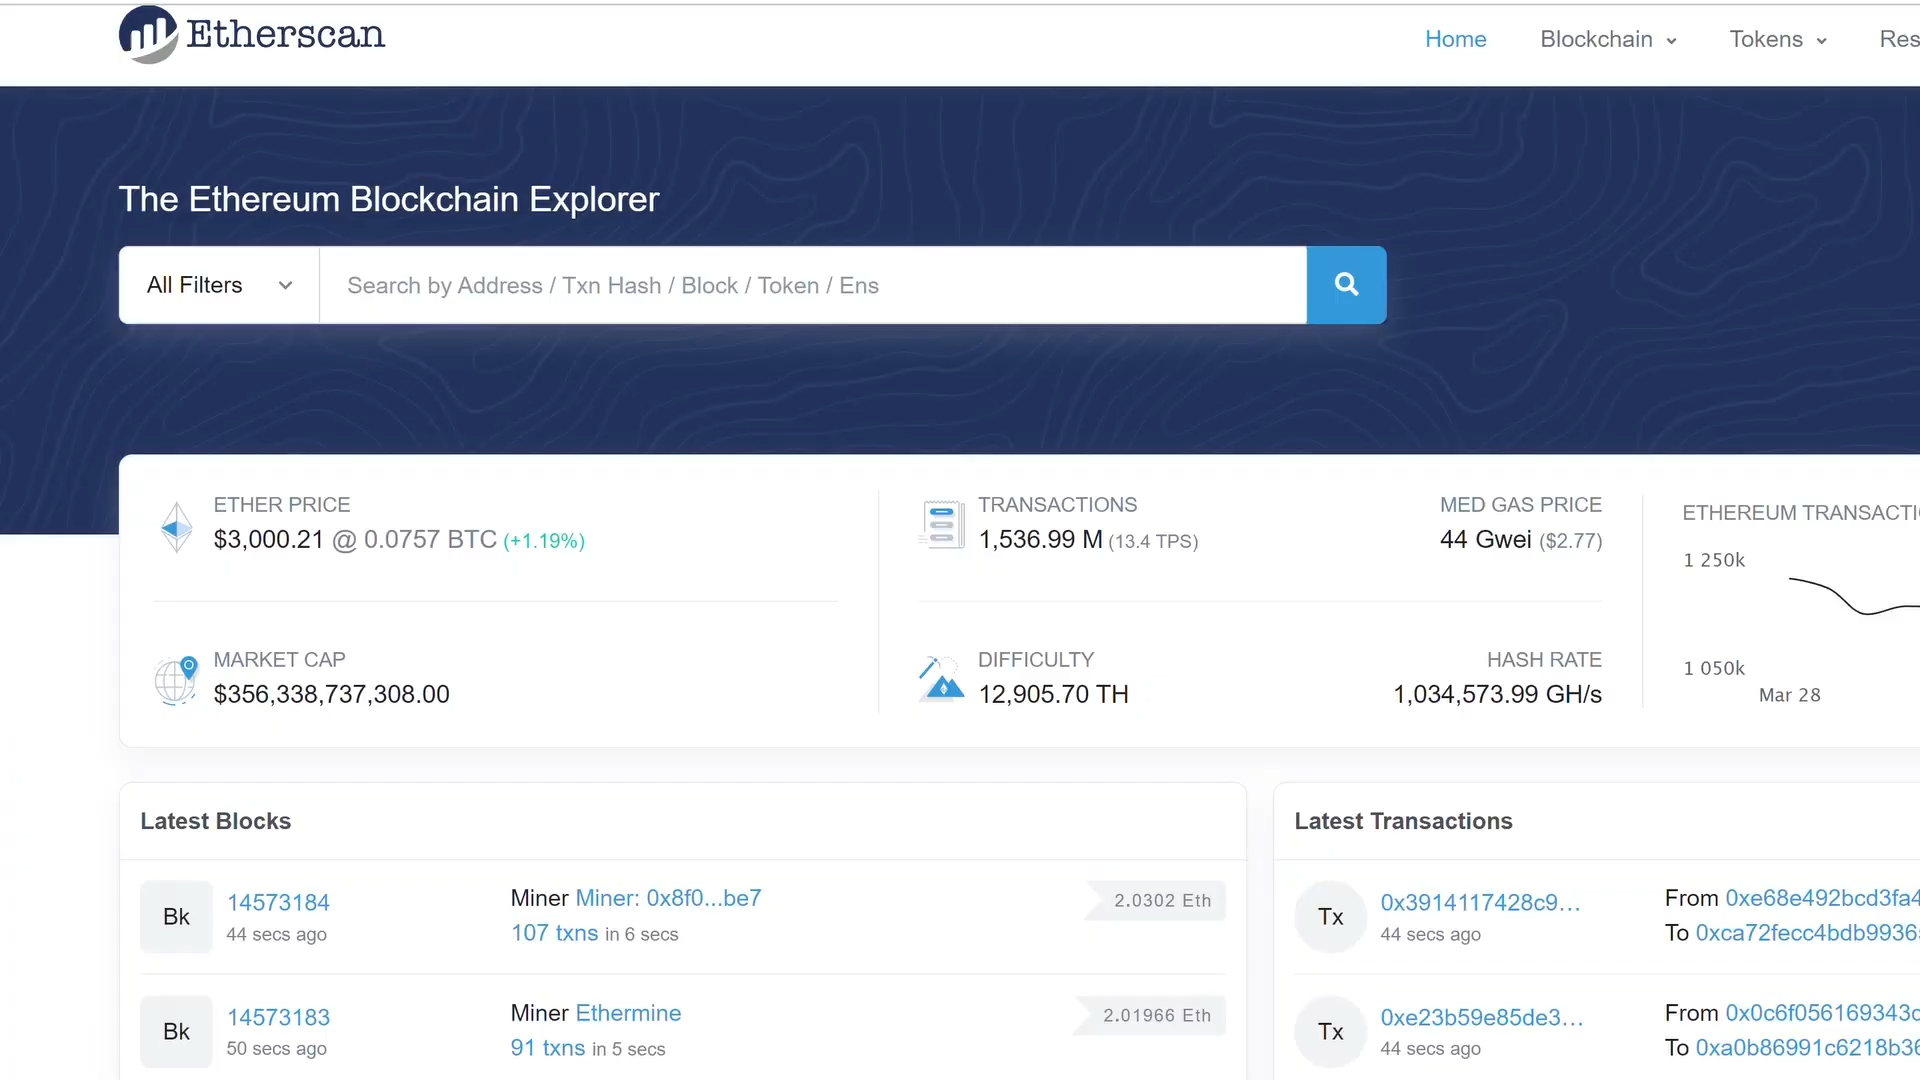 Etherscan
Home Blockchain Tokens Res
The Ethereum Blockchain Explorer
All Filters Search by Address / Txn Hash / Block / Token / Ens
ETHER PRICE
$3,000.21 @ 0.0757 BTC (+1.19%)
MARKET CAP
$356,338,737,308.00
TRANSACTIONS
1,536.99 M (13.4 TPS)
MED GAS PRICE
44 Gwei ($2.77)
DIFFICULTY
12,905.70 TH
HASH RATE
1,034,573.99 GH/s
ETHEREUM TRANSACTI
1 250k
1 050k
Mar 28
Latest Blocks
Bk
14573184
44 secs ago
Miner Miner: 0x8f0...be7
107 txns in 6 secs
2.0302 Eth
Bk
14573183
50 secs ago
Miner Ethermine
91 txns in 5 secs
2.01966 Eth
Latest Transactions
Tx
0x3914117428c9...
44 secs ago
From 0xe68e492bcd3fa4
To 0xca72fecc4bdb9936
Tx
0xe23b59e85de3...
44 secs ago
From 0x0c6f056169343c
To 0xa0b86991c6218b36